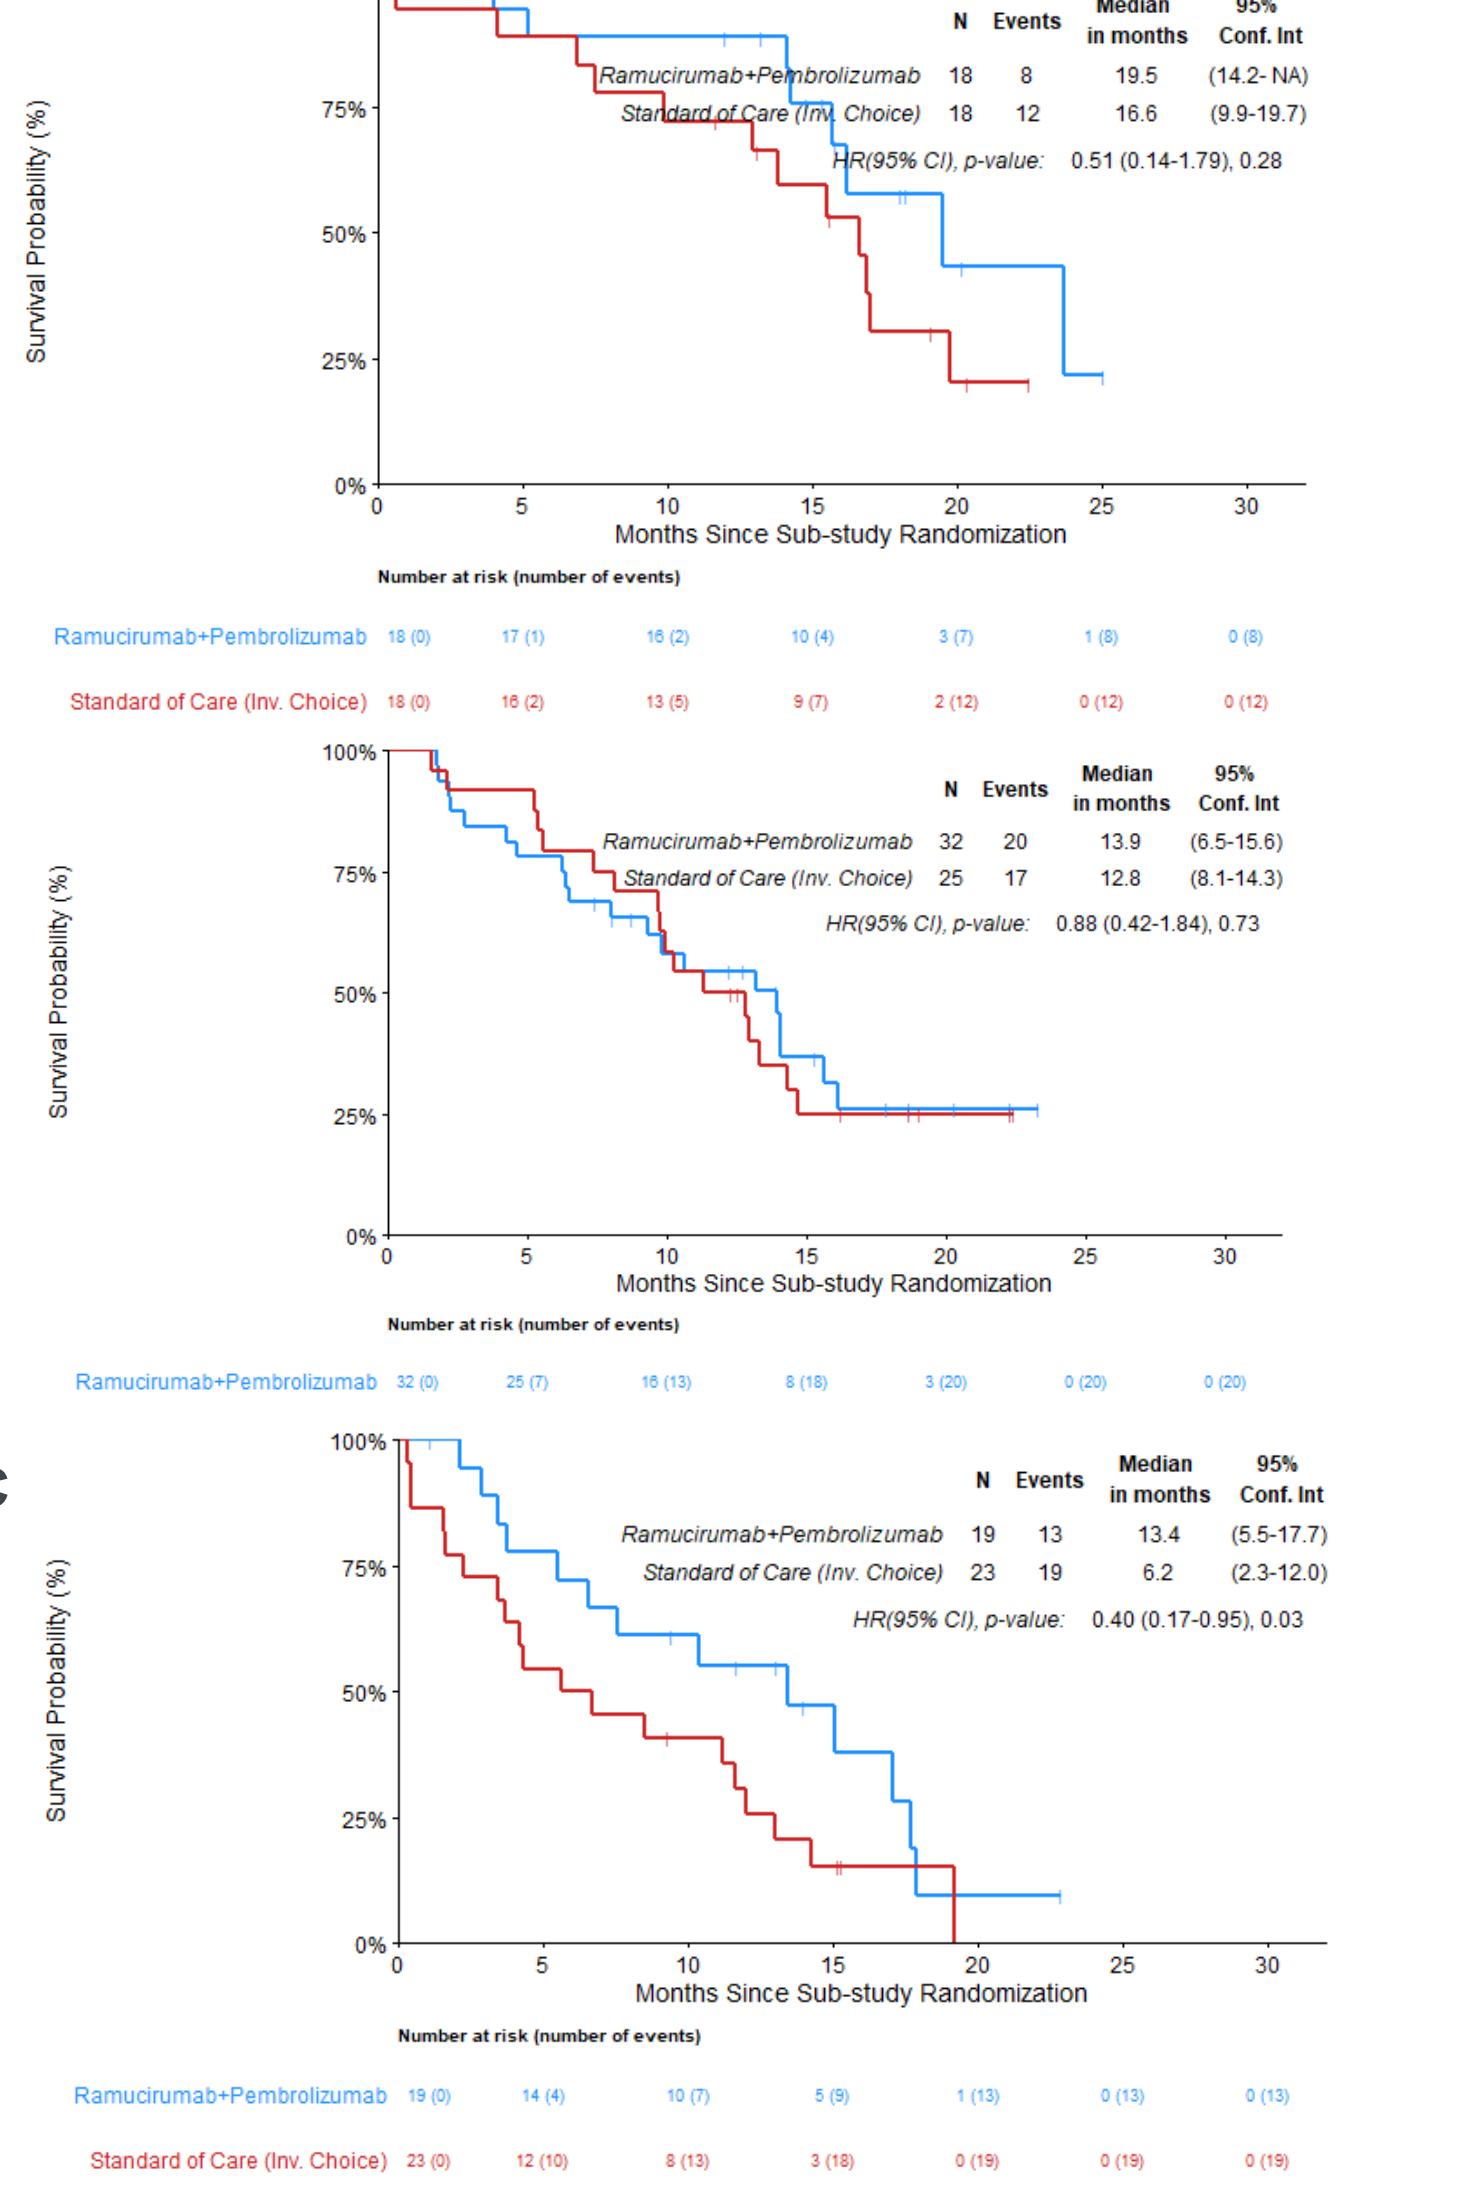 Median 95%
N Events in months Conf. Int
Ramucirumab+Pembrolizumab 18 8 19.5 (14.2- NA)
Standard of Care (Inv. Choice) 18 12 16.6 (9.9-19.7)
HR(95% CI), p-value: 0.51 (0.14-1.79), 0.28
Survival Probability (%)
75%
50%
25%
0%
0 5 10 15 20 25 30
Months Since Sub-study Randomization
Number at risk (number of events)
Ramucirumab+Pembrolizumab 18 (0) 17 (1) 16 (2) 10 (4) 3 (7) 1 (8) 0 (8)
Standard of Care (Inv. Choice) 18 (0) 16 (2) 13 (5) 9 (7) 2 (12) 0 (12) 0 (12)
Median 95%
N Events in months Conf. Int
Ramucirumab+Pembrolizumab 32 20 13.9 (6.5-15.6)
Standard of Care (Inv. Choice) 25 17 12.8 (8.1-14.3)
HR(95% CI), p-value: 0.88 (0.42-1.84), 0.73
Survival Probability (%)
100%
75%
50%
25%
0%
0 5 10 15 20 25 30
Months Since Sub-study Randomization
Number at risk (number of events)
Ramucirumab+Pembrolizumab 32 (0) 25 (7) 16 (13) 8 (18) 3 (20) 0 (20) 0 (20)
Median 95%
N Events in months Conf. Int
Ramucirumab+Pembrolizumab 19 13 13.4 (5.5-17.7)
Standard of Care (Inv. Choice) 23 19 6.2 (2.3-12.0)
HR(95% CI), p-value: 0.40 (0.17-0.95), 0.03
Survival Probability (%)
100%
75%
50%
25%
0%
0 5 10 15 20 25 30
Months Since Sub-study Randomization
Number at risk (number of events)
Ramucirumab+Pembrolizumab 19 (0) 14 (4) 10 (7) 5 (9) 1 (13) 0 (13) 0 (13)
Standard of Care (Inv. Choice) 23 (0) 12 (10) 8 (13) 3 (18) 0 (19) 0 (19) 0 (19)